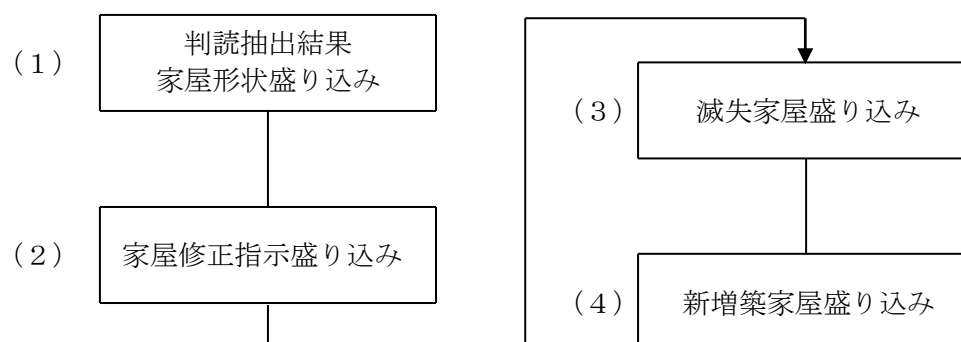 （１）
判読抽出結果
家屋形状盛り込み
（２）
家屋修正指示盛り込み
（３）
滅失家屋盛り込み
（４）
新増築家屋盛り込み